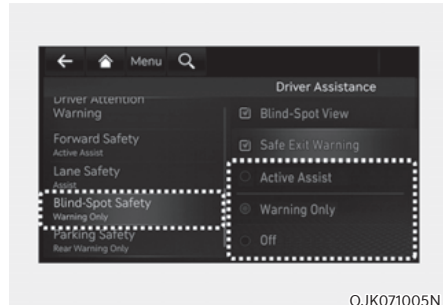 Menu
Driver Assistance
Driver Attention
Warning
Forward Safety
Active Assist
Lane Safety
Assist
Blind-Spot Safety
Warning Only
Parking Safety
Rear Warning Only
Blind-Spot View
Safe Exit Warning
Active Assist
Warning Only
Off
OJK071005N